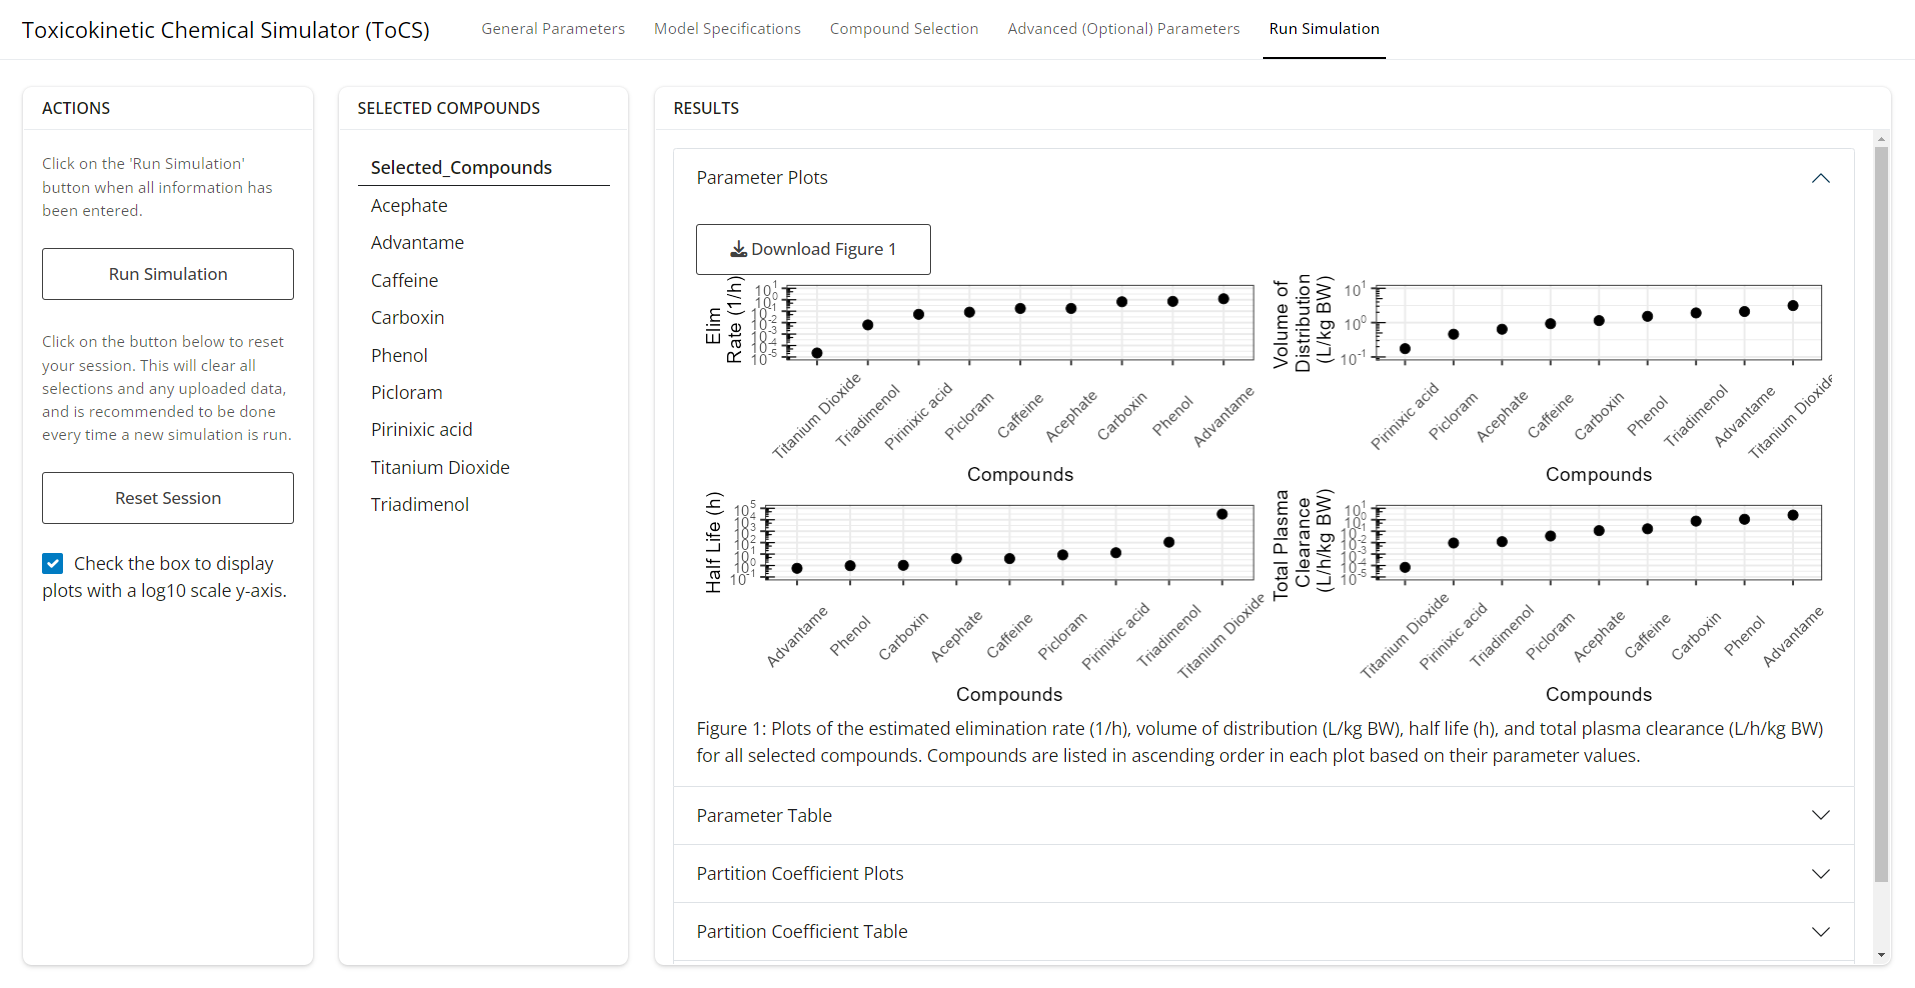 Toxicokinetic Chemical Simulator (ToCS)
General Parameters
Model Specifications
Compound Selection
Advanced (Optional) Parameters
Run Simulation
ACTIONS
Click on the 'Run Simulation'
button when all information has
been entered.
Run Simulation
Click on the button below to reset
your session. This will clear all
selections and any uploaded data,
and is recommended to be done
every time a new simulation is run.
Reset Session
Check the box to display
plots with a log10 scale y-axis.
SELECTED COMPOUNDS
Selected_Compounds
Acephate
Advantame
Caffeine
Carboxin
Phenol
Picloram
Pirinixic acid
Titanium Dioxide
Triadimenol
RESULTS
Parameter Plots
Download Figure 1
Elim
Rate (1/h)
10^1
10^0
10^-1
10^-2
10^-3
10^-4
10^-5
Titanium Dioxide
Triadimenol
Pirinixic acid
Picloram
Caffeine
Acephate
Carboxin
Phenol
Advantame
Compounds
Volume of
Distribution
(L/kg BW)
10^1
10^0
10^-1
Pirinixic acid
Picloram
Acephate
Caffeine
Carboxin
Phenol
Triadimenol
Advantame
Titanium Dioxide
Compounds
Half Life (h)
10^5
10^4
10^3
10^2
10^1
10^0
10^-1
Advantame
Phenol
Carboxin
Acephate
Caffeine
Picloram
Pirinixic acid
Triadimenol
Titanium Dioxide
Compounds
Total Plasma
Clearance
(L/h/kg BW)
10^1
10^0
10^-1
10^-2
10^-3
10^-4
10^-5
Titanium Dioxide
Pirinixic acid
Triadimenol
Picloram
Acephate
Caffeine
Carboxin
Phenol
Advantame
Compounds
Figure 1: Plots of the estimated elimination rate (1/h), volume of distribution (L/kg BW), half life (h), and total plasma clearance (L/h/kg BW)
for all selected compounds. Compounds are listed in ascending order in each plot based on their parameter values.
Parameter Table
Partition Coefficient Plots
Partition Coefficient Table